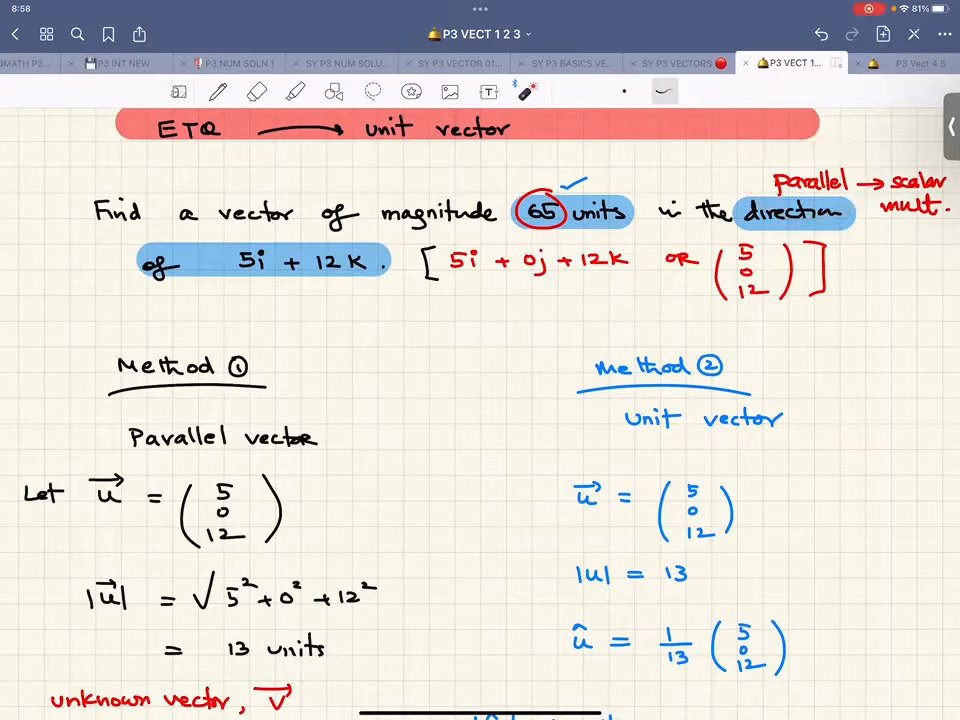 8:58
81%
P3 VECT 1 2 3
OMATH P2...
P3 INT NEW
P3 NUM SOLN 1
SY P3 NUM SOLU...
SY P3 VECTOR 01...
SY P3 BASICS VE...
SY P3 VECTORS
P3 VECT 1...
P3 Vect 4 5
ETQ → unit vector
Parallel → scalar mult.
Find a vector of magnitude 65 units in the direction
of 5i + 12k. [ 5i + 0j + 12k OR (5 0 12) ]
Method ①
Parallel vector
Let u⃗ = (5 0 12)
|u⃗| = √5² + 0² + 12²
= 13 units
unknown vector, v⃗
Method ②
Unit vector
u⃗ = (5 0 12)
|u| = 13
û = 1/13 (5 0 12)